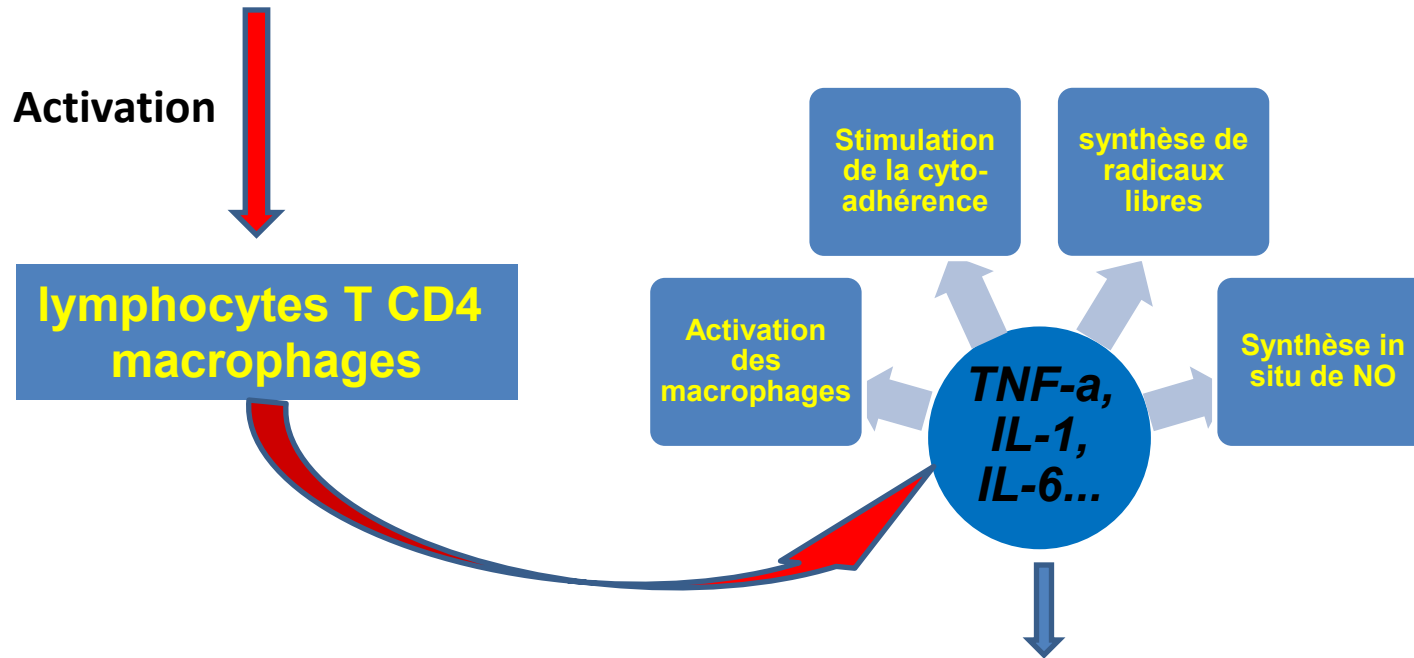 Activation
lymphocytes T CD4
macrophages
Activation
des
macrophages
Stimulation
de la cyto-
adhérence
synthèse de
radicaux
libres
Synthèse in
situ de NO
TNF-a,
IL-1,
IL-6...